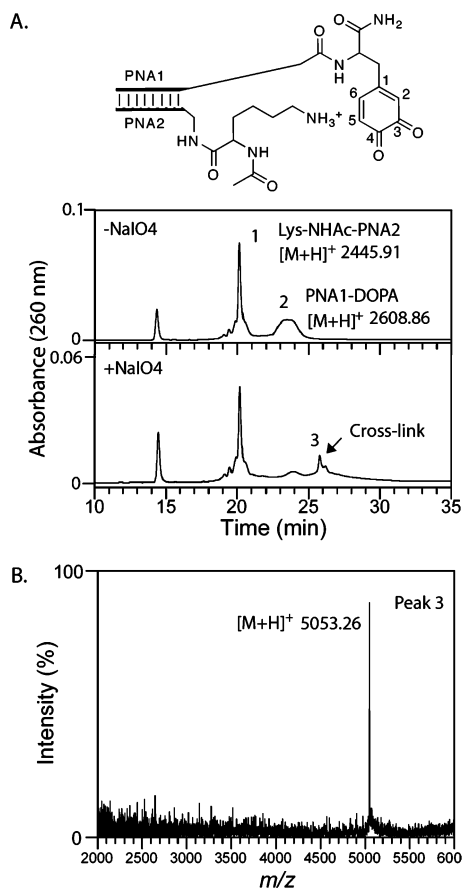 A.
O
NH2
O
N
H
1
PNA1
6
2
5
3
O
4
O
PNA2
NH3+
NH
O
NH
O
0.1
-NaIO4
1
Lys-NHAc-PNA2
[M+H]+ 2445.91
2
PNA1-DOPA
[M+H]+ 2608.86
0
0.06
+NaIO4
3
Cross-link
0
Absorbance (260 nm)
10 15 20 25 30 35
Time (min)
B.
100
Peak 3
[M+H]+ 5053.26
Intensity (%)
0
2000 2500 3000 3500 4000 4500 5000 5500 6000
m/z